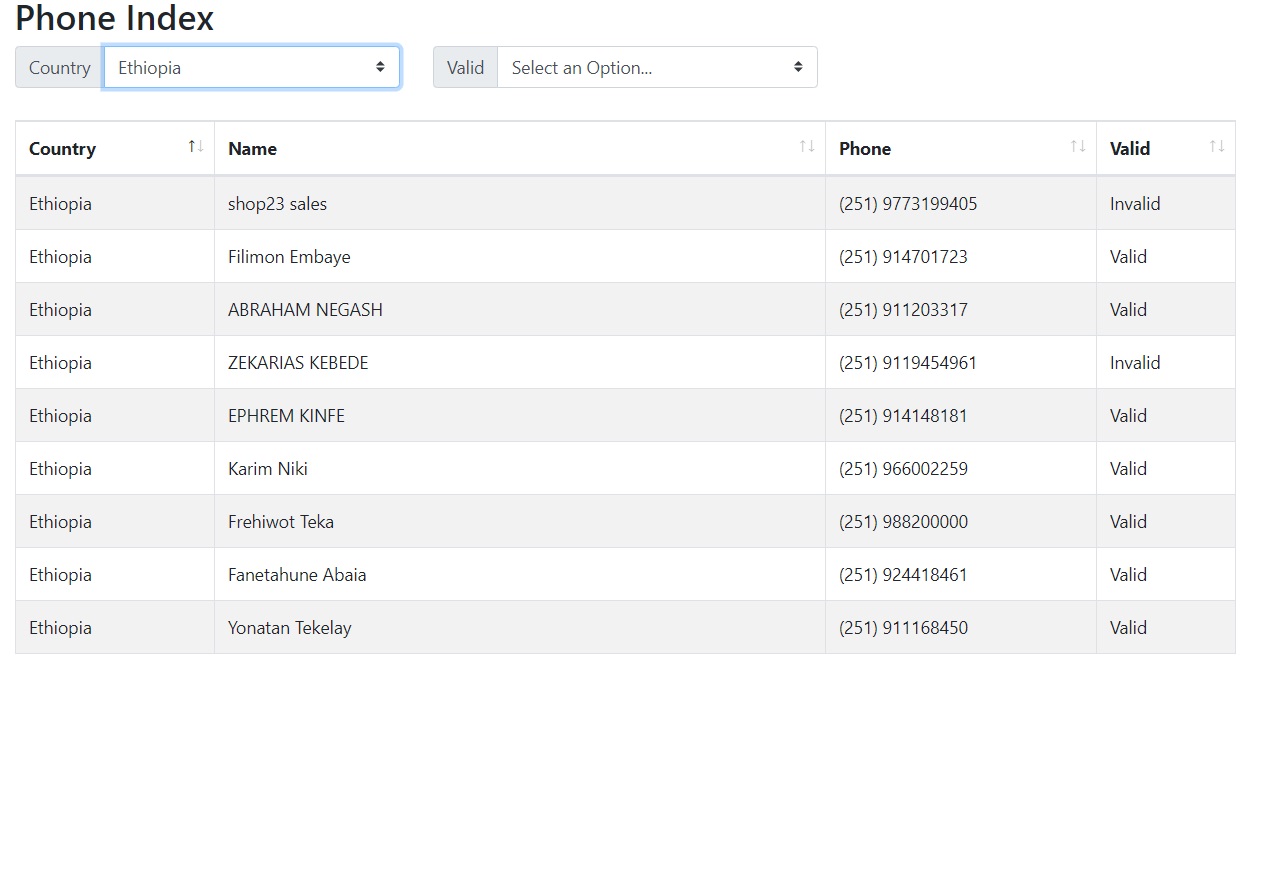 Phone Index
Country Ethiopia Valid Select an Option...
Country Name Phone Valid
Ethiopia shop23 sales (251) 9773199405 Invalid
Ethiopia Filimon Embaye (251) 914701723 Valid
Ethiopia ABRAHAM NEGASH (251) 911203317 Valid
Ethiopia ZEKARIAS KEBEDE (251) 9119454961 Invalid
Ethiopia EPHREM KINFE (251) 914148181 Valid
Ethiopia Karim Niki (251) 966002259 Valid
Ethiopia Frehiwot Teka (251) 988200000 Valid
Ethiopia Fanetahune Abaia (251) 924418461 Valid
Ethiopia Yonatan Tekelay (251) 911168450 Valid